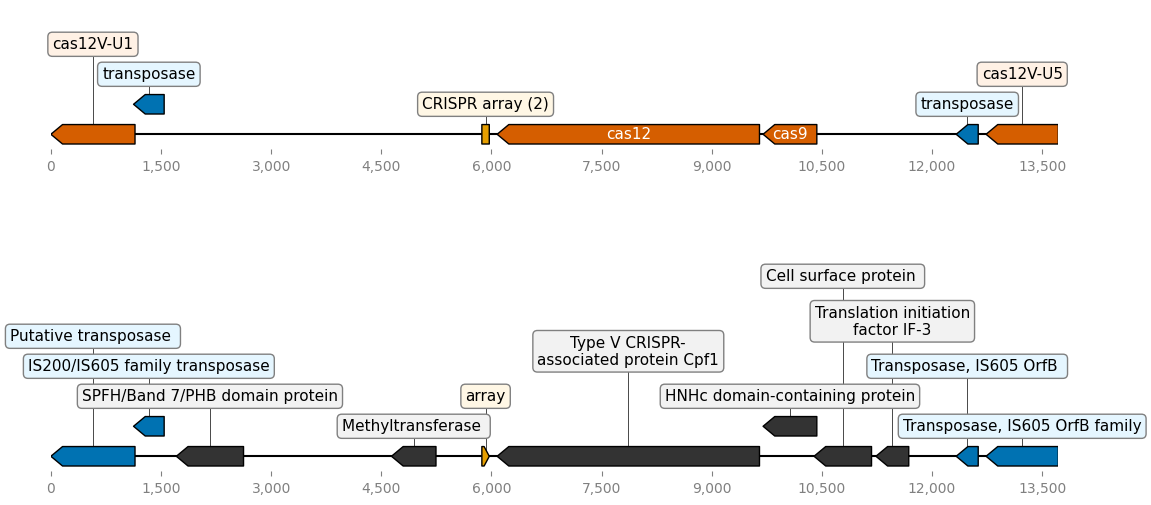 cas12V-U1
transposase
cas12V-U5
CRISPR array (2)
transposase
cas12
cas9
0
1,500
3,000
4,500
6,000
7,500
9,000
10,500
12,000
13,500
Cell surface protein
Translation initiation
factor IF-3
Putative transposase
Type V CRISPR-
associated protein Cpf1
IS200/IS605 family transposase
Transposase, IS605 OrfB
SPFH/Band 7/PHB domain protein
array
HNHc domain-containing protein
Methyltransferase
Transposase, IS605 OrfB family
0
1,500
3,000
4,500
6,000
7,500
9,000
10,500
12,000
13,500